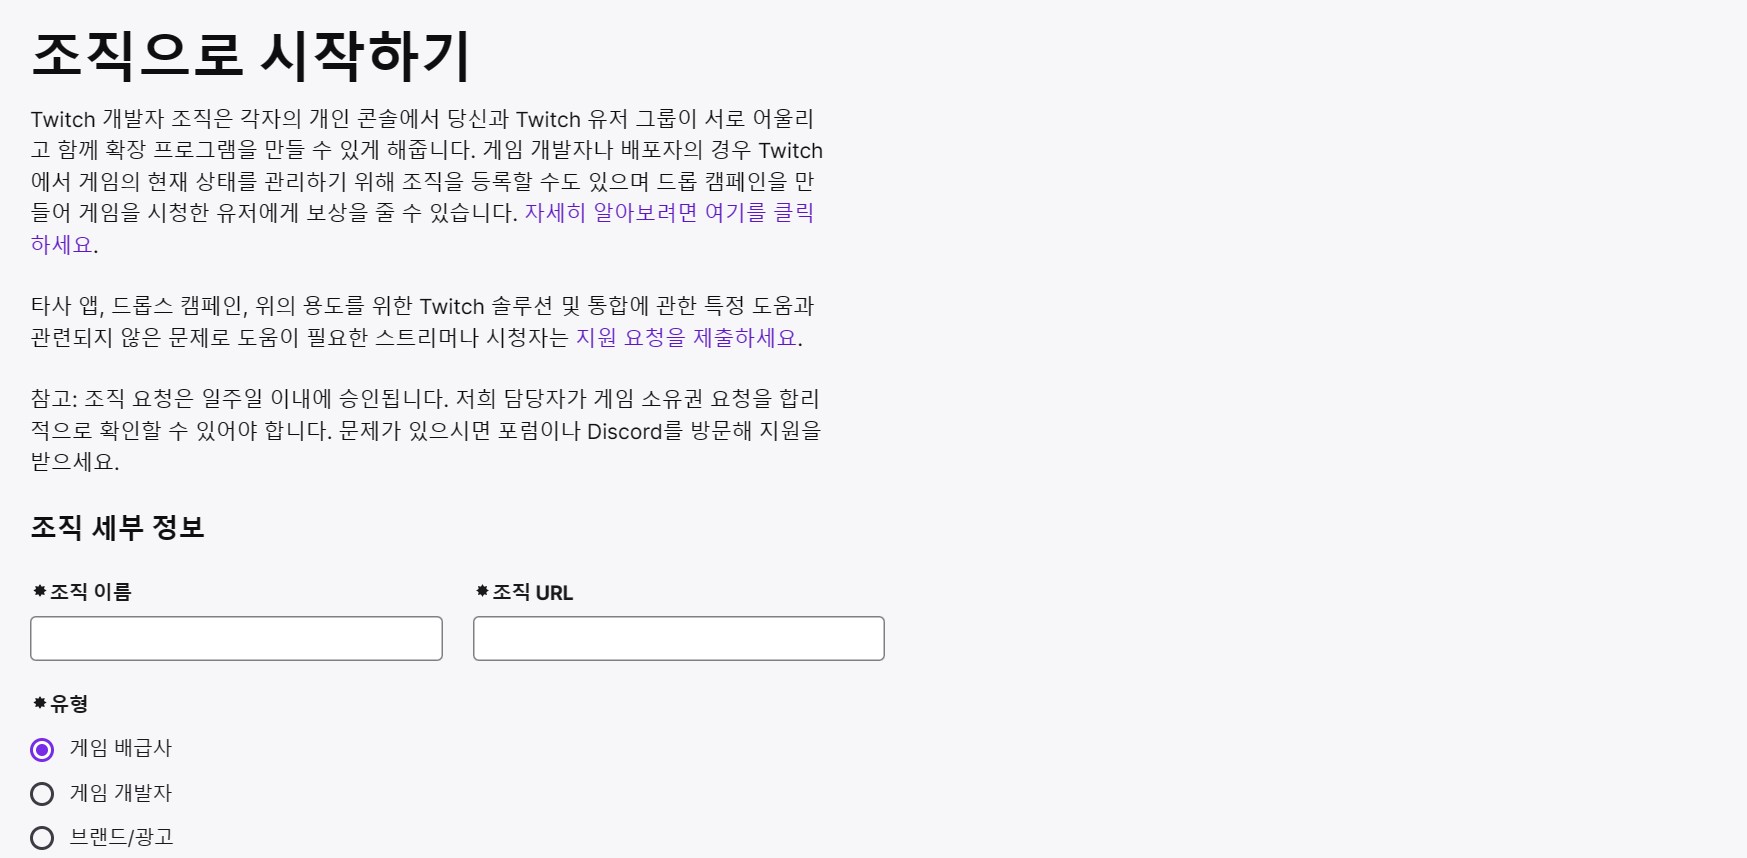 조직으로 시작하기
Twitch 개발자 조직은 각자의 개인 콘솔에서 당신과 Twitch 유저 그룹이 서로 어울리
고 함께 확장 프로그램을 만들 수 있게 해줍니다. 게임 개발자나 배포자의 경우 Twitch
에서 게임의 현재 상태를 관리하기 위해 조직을 등록할 수도 있으며 드롭 캠페인을 만
들어 게임을 시청한 유저에게 보상을 줄 수 있습니다. 자세히 알아보려면 여기를 클릭
하세요.
타사 앱, 드롭스 캠페인, 위의 용도를 위한 Twitch 솔루션 및 통합에 관한 특정 도움과
관련되지 않은 문제로 도움이 필요한 스트리머나 시청자는 지원 요청을 제출하세요.
참고: 조직 요청은 일주일 이내에 승인됩니다. 저희 담당자가 게임 소유권 요청을 합리
적으로 확인할 수 있어야 합니다. 문제가 있으시면 포럼이나 Discord를 방문해 지원을
받으세요.
조직 세부 정보
* 조직 이름
* 조직 URL
* 유형
게임 배급사
게임 개발자
브랜드/광고